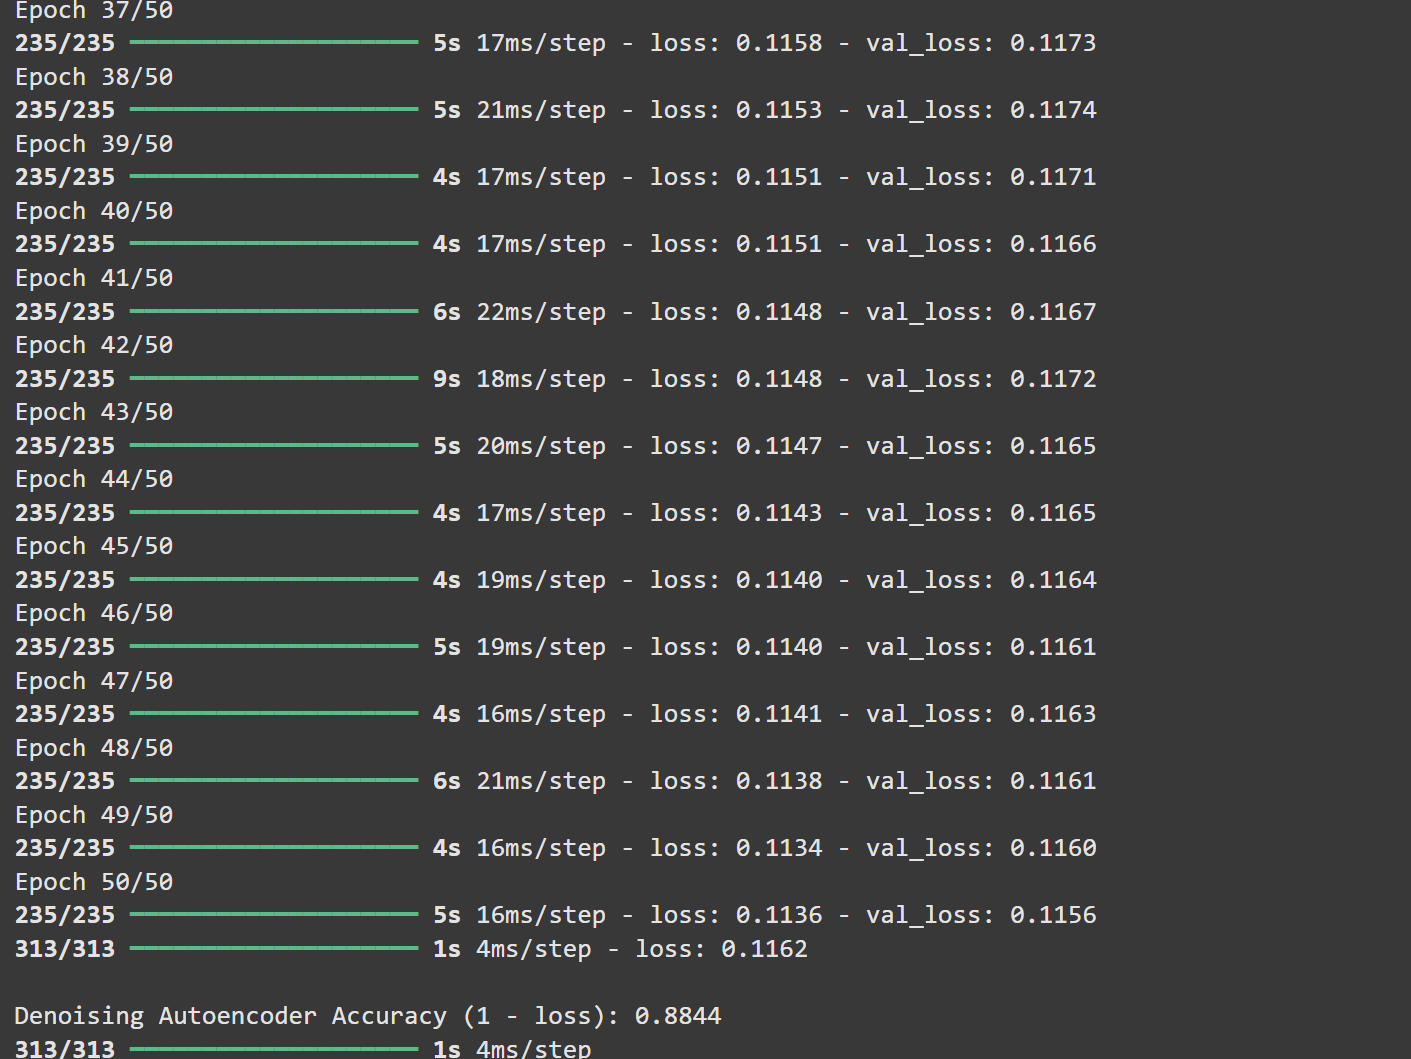 Epoch 37/50
235/235 ━━━━━━━━━━━━━━━━━━━━ 5s 17ms/step - loss: 0.1158 - val_loss: 0.1173
Epoch 38/50
235/235 ━━━━━━━━━━━━━━━━━━━━ 5s 21ms/step - loss: 0.1153 - val_loss: 0.1174
Epoch 39/50
235/235 ━━━━━━━━━━━━━━━━━━━━ 4s 17ms/step - loss: 0.1151 - val_loss: 0.1171
Epoch 40/50
235/235 ━━━━━━━━━━━━━━━━━━━━ 4s 17ms/step - loss: 0.1151 - val_loss: 0.1166
Epoch 41/50
235/235 ━━━━━━━━━━━━━━━━━━━━ 6s 22ms/step - loss: 0.1148 - val_loss: 0.1167
Epoch 42/50
235/235 ━━━━━━━━━━━━━━━━━━━━ 9s 18ms/step - loss: 0.1148 - val_loss: 0.1172
Epoch 43/50
235/235 ━━━━━━━━━━━━━━━━━━━━ 5s 20ms/step - loss: 0.1147 - val_loss: 0.1165
Epoch 44/50
235/235 ━━━━━━━━━━━━━━━━━━━━ 4s 17ms/step - loss: 0.1143 - val_loss: 0.1165
Epoch 45/50
235/235 ━━━━━━━━━━━━━━━━━━━━ 4s 19ms/step - loss: 0.1140 - val_loss: 0.1164
Epoch 46/50
235/235 ━━━━━━━━━━━━━━━━━━━━ 5s 19ms/step - loss: 0.1140 - val_loss: 0.1161
Epoch 47/50
235/235 ━━━━━━━━━━━━━━━━━━━━ 4s 16ms/step - loss: 0.1141 - val_loss: 0.1163
Epoch 48/50
235/235 ━━━━━━━━━━━━━━━━━━━━ 6s 21ms/step - loss: 0.1138 - val_loss: 0.1161
Epoch 49/50
235/235 ━━━━━━━━━━━━━━━━━━━━ 4s 16ms/step - loss: 0.1134 - val_loss: 0.1160
Epoch 50/50
235/235 ━━━━━━━━━━━━━━━━━━━━ 5s 16ms/step - loss: 0.1136 - val_loss: 0.1156
313/313 ━━━━━━━━━━━━━━━━━━━━ 1s 4ms/step - loss: 0.1162
Denoising Autoencoder Accuracy (1 - loss): 0.8844
313/313 ━━━━━━━━━━━━━━━━━━━━ 1s 4ms/step